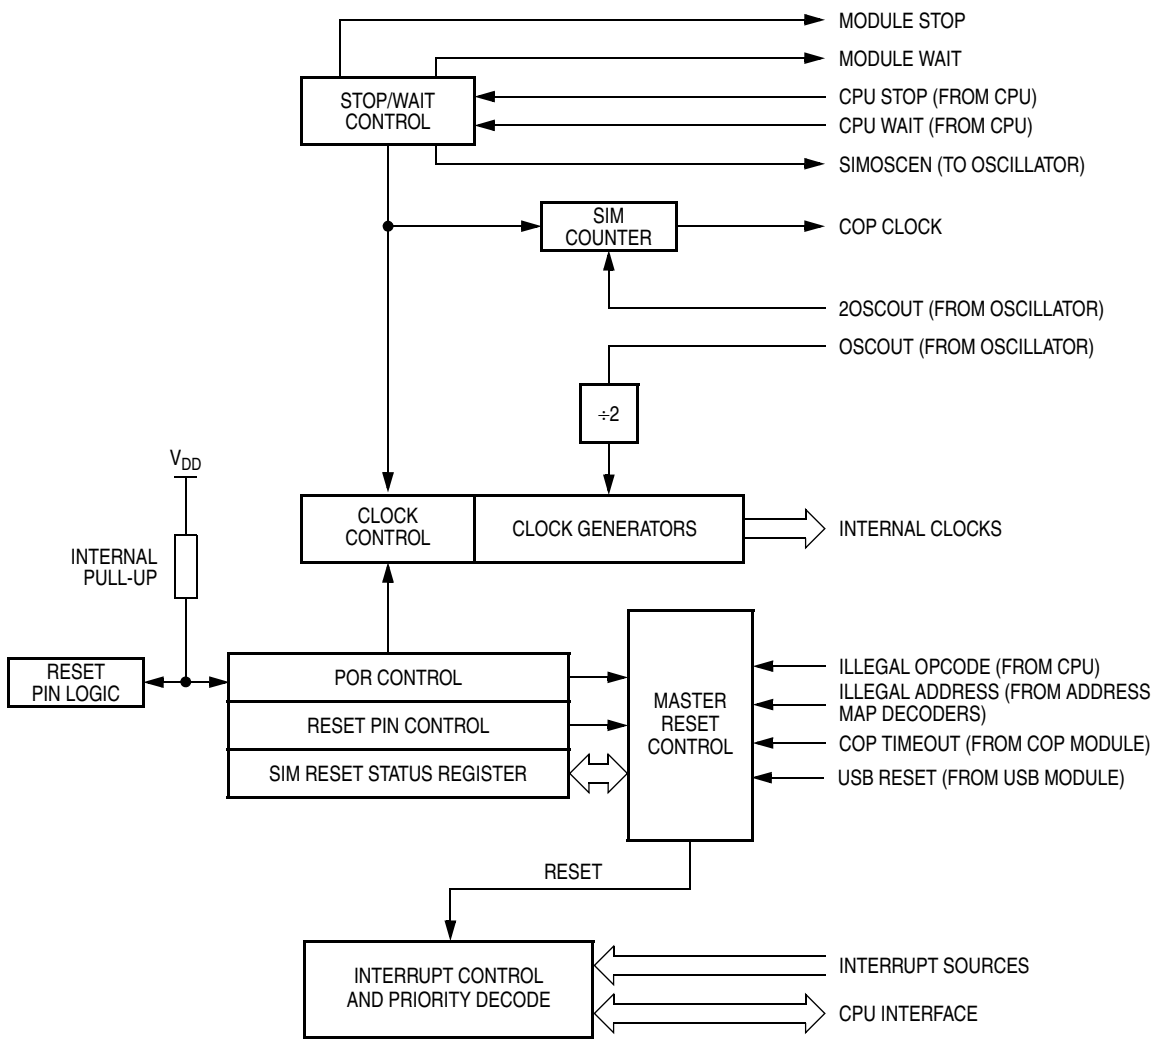 MODULE STOP
MODULE WAIT
STOP/WAIT
CONTROL
CPU STOP (FROM CPU)
CPU WAIT (FROM CPU)
SIMOSCEN (TO OSCILLATOR)
SIM
COUNTER
COP CLOCK
2OSCOUT (FROM OSCILLATOR)
OSCOUT (FROM OSCILLATOR)
÷2
VDD
CLOCK
CONTROL
CLOCK GENERATORS
INTERNAL CLOCKS
INTERNAL
PULL-UP
RESET
PIN LOGIC
POR CONTROL
RESET PIN CONTROL
SIM RESET STATUS REGISTER
MASTER
RESET
CONTROL
ILLEGAL OPCODE (FROM CPU)
ILLEGAL ADDRESS (FROM ADDRESS
MAP DECODERS)
COP TIMEOUT (FROM COP MODULE)
USB RESET (FROM USB MODULE)
RESET
INTERRUPT CONTROL
AND PRIORITY DECODE
INTERRUPT SOURCES
CPU INTERFACE